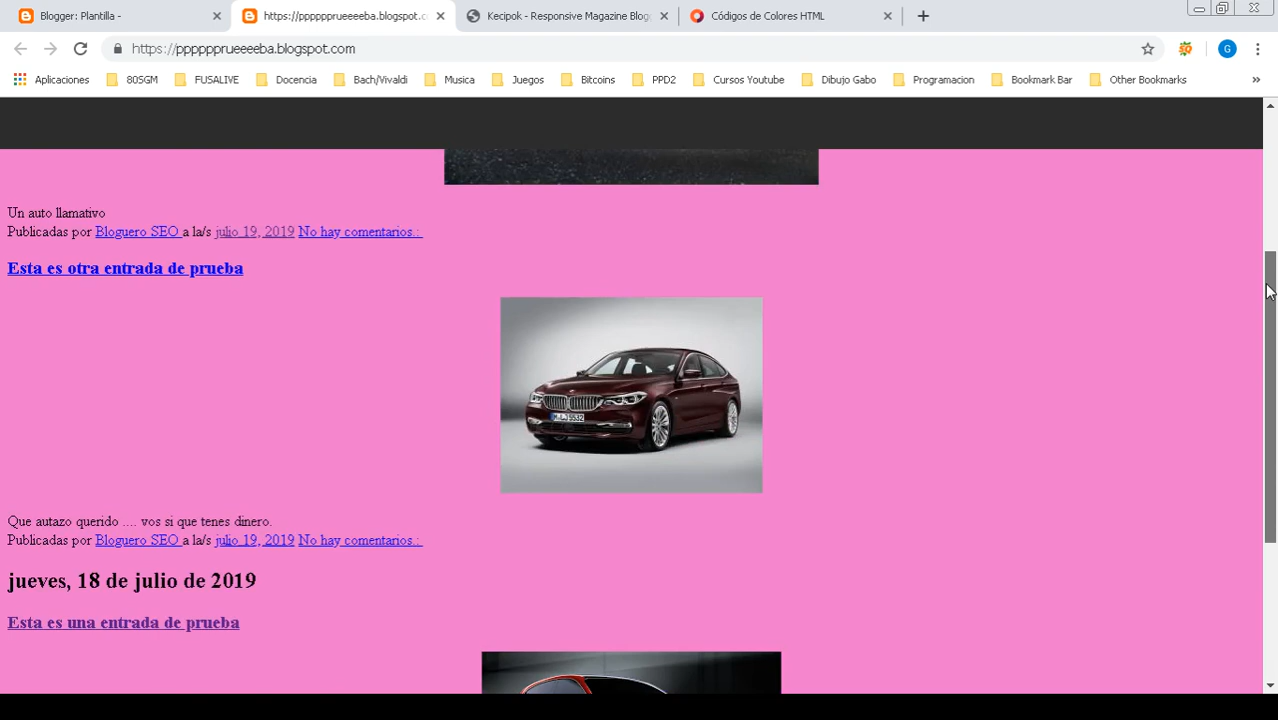 Blogger: Plantilla -
https://pppppprueeeeba.blogspot.c
Kecipok - Responsive Magazine Blog
Códigos de Colores HTML
https://pppppprueeeeba.blogspot.com
G
Aplicaciones
80SGM
FUSALIVE
Docencia
Bach/Vivaldi
Musica
Juegos
Bitcoins
PPD2
Cursos Youtube
Dibujo Gabo
Programacion
Bookmark Bar
Other Bookmarks
Un auto llamativo
Publicadas por Bloguero SEO a la/s julio 19, 2019 No hay comentarios.:
Esta es otra entrada de prueba
Que autazo querido .... vos si que tenes dinero.
Publicadas por Bloguero SEO a la/s julio 19, 2019 No hay comentarios.:
jueves, 18 de julio de 2019
Esta es una entrada de prueba